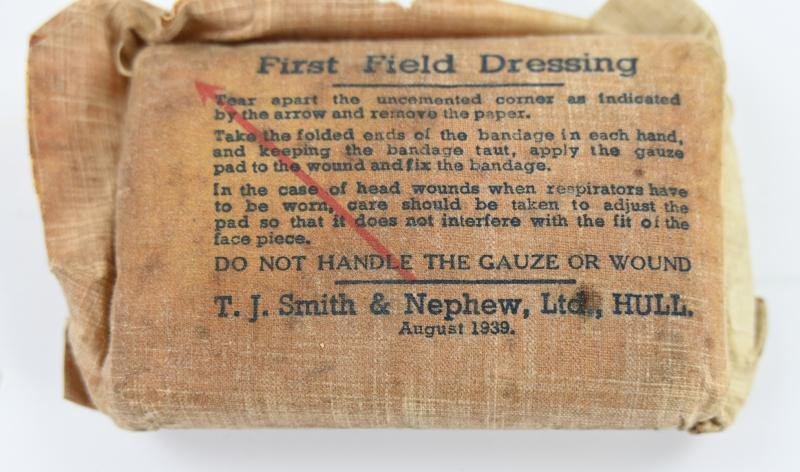 First Field Dressing
Tear apart the uncemented corner as indicated
by the arrow and remove the paper.
Take the folded ends of the bandage in each hand,
and keeping the bandage taut, apply the gauze
pad to the wound and fix the bandage.
In the case of head wounds when respirators have
to be worn, care should be taken to adjust the
pad so that it does not interfere with the fit of the
face piece.
DO NOT HANDLE THE GAUZE OR WOUND
T. J. Smith & Nephew, Ltd., HULL.
August 1939.